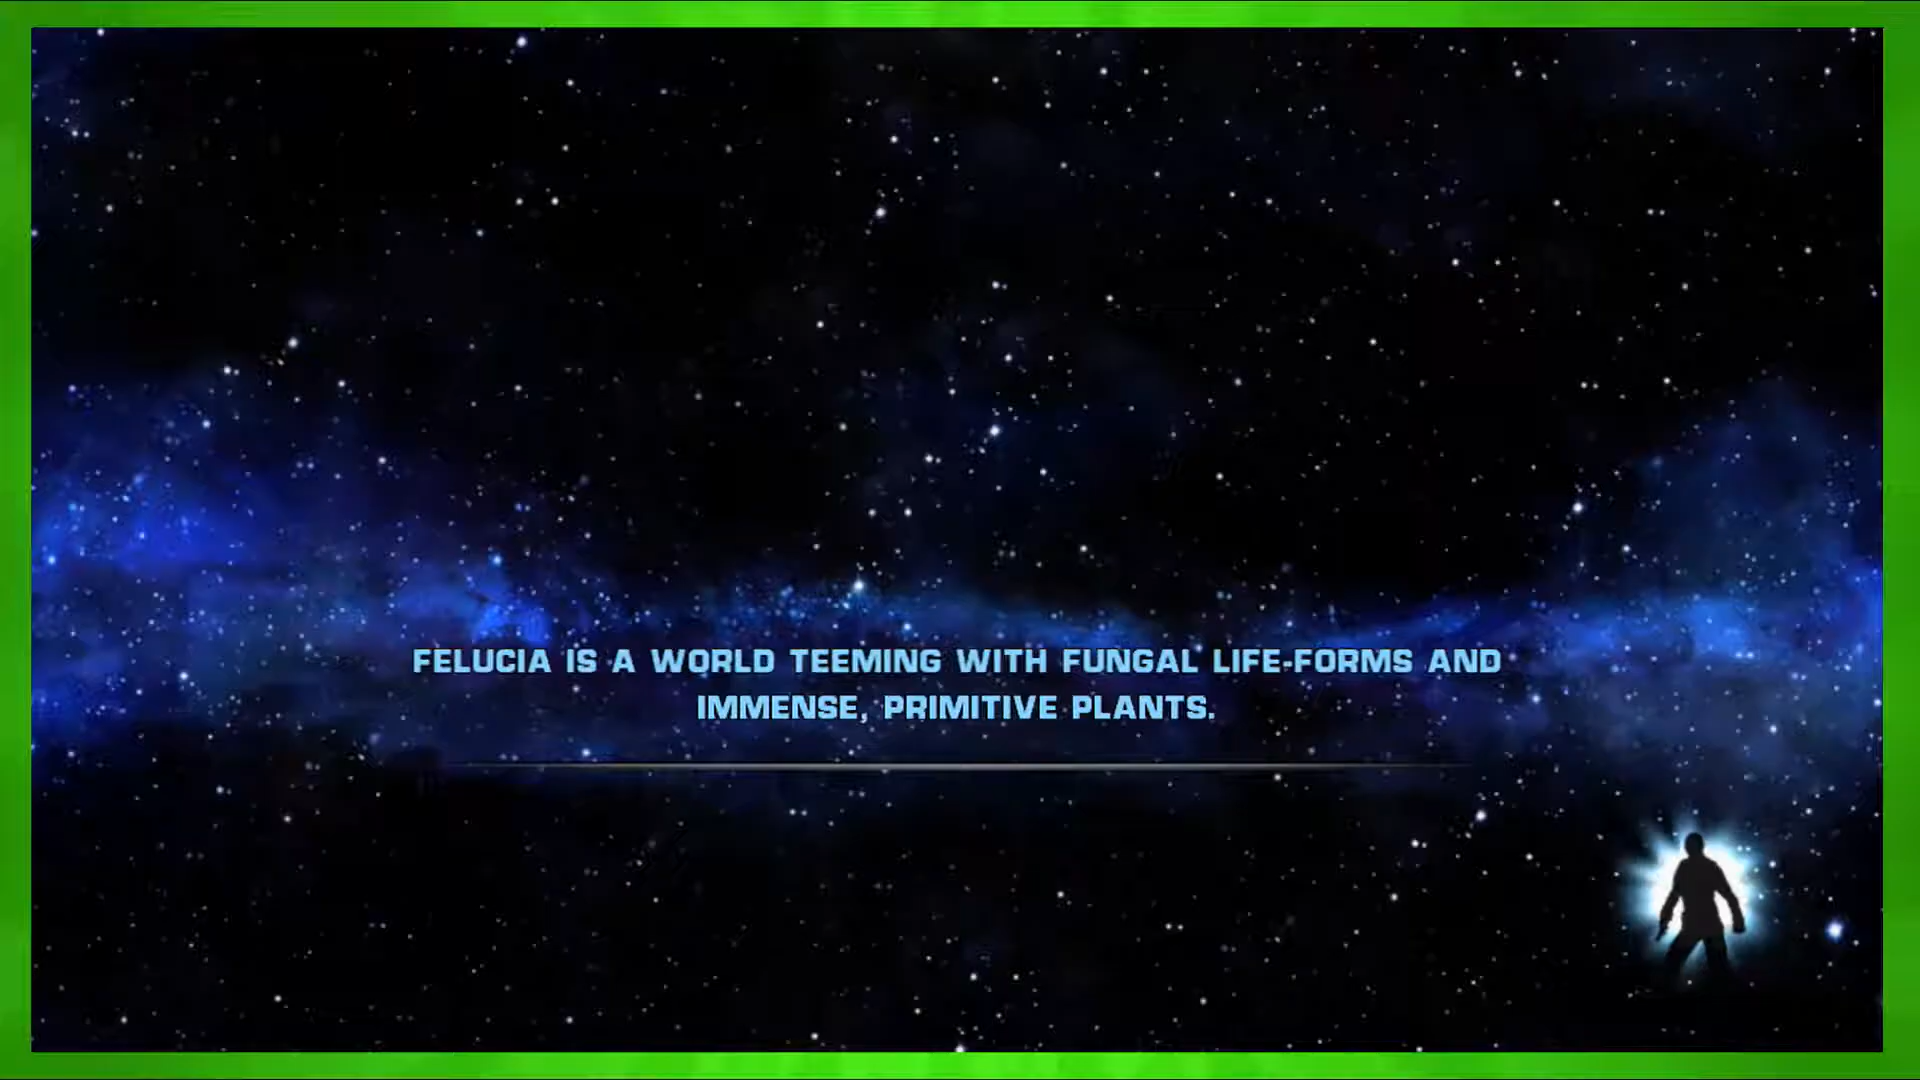 FELUCIA IS A WORLD TEEMING WITH FUNGAL LIFE-FORMS AND
IMMENSE, PRIMITIVE PLANTS.